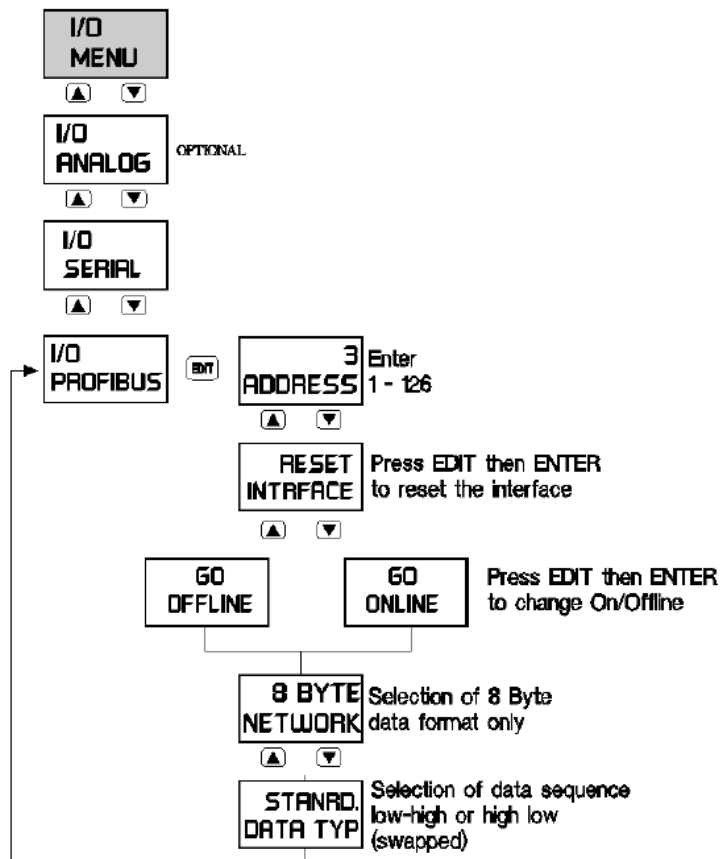 I/O
MENU
I/O
ANALOG
OPTIONAL
I/O
SERIAL
I/O
PROFIBUS
EDIT
3
ADDRESS
Enter
1 - 126
RESET
INTRFACE
Press EDIT then ENTER
to reset the interface
GO
OFFLINE
GO
ONLINE
Press EDIT then ENTER
to change On/Offline
8 BYTE
NETWORK
Selection of 8 Byte
data format only
STANRD.
DATA TYP
Selection of data sequence
low-high or high low
(swapped)